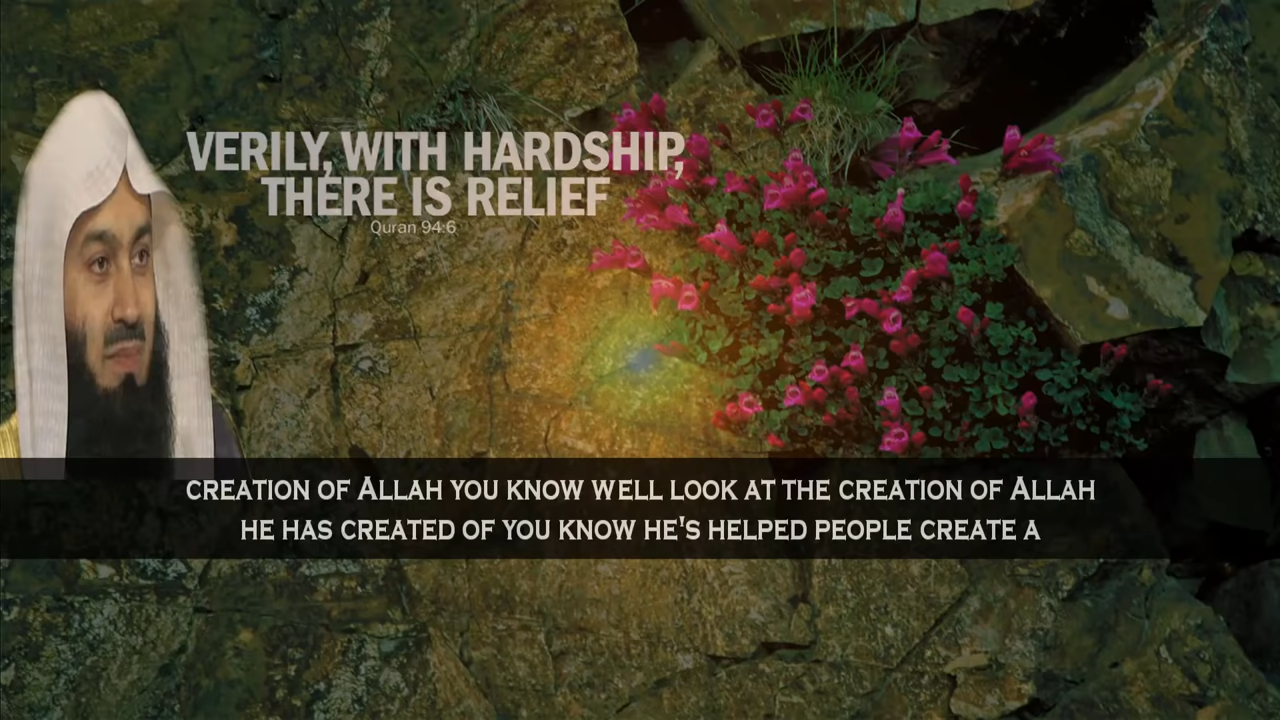 VERILY, WITH HARDSHIP,
THERE IS RELIEF
Quran 94:6
CREATION OF ALLAH YOU KNOW WELL LOOK AT THE CREATION OF ALLAH
HE HAS CREATED OF YOU KNOW HE'S HELPED PEOPLE CREATE A